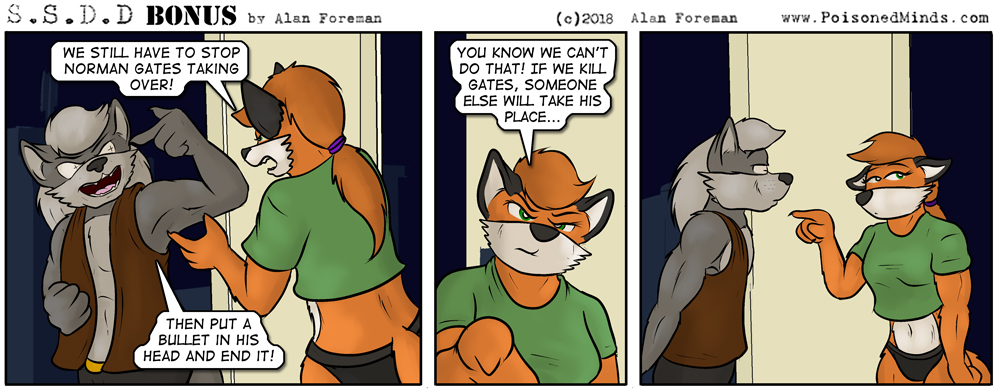 S.S.D.D BONUS by Alan Foreman (c)2018 Alan Foreman www.PoisonedMinds.com
WE STILL HAVE TO STOP
NORMAN GATES TAKING
OVER!
THEN PUT A
BULLET IN HIS
HEAD AND END IT!
YOU KNOW WE CAN'T
DO THAT! IF WE KILL
GATES, SOMEONE
ELSE WILL TAKE HIS
PLACE...